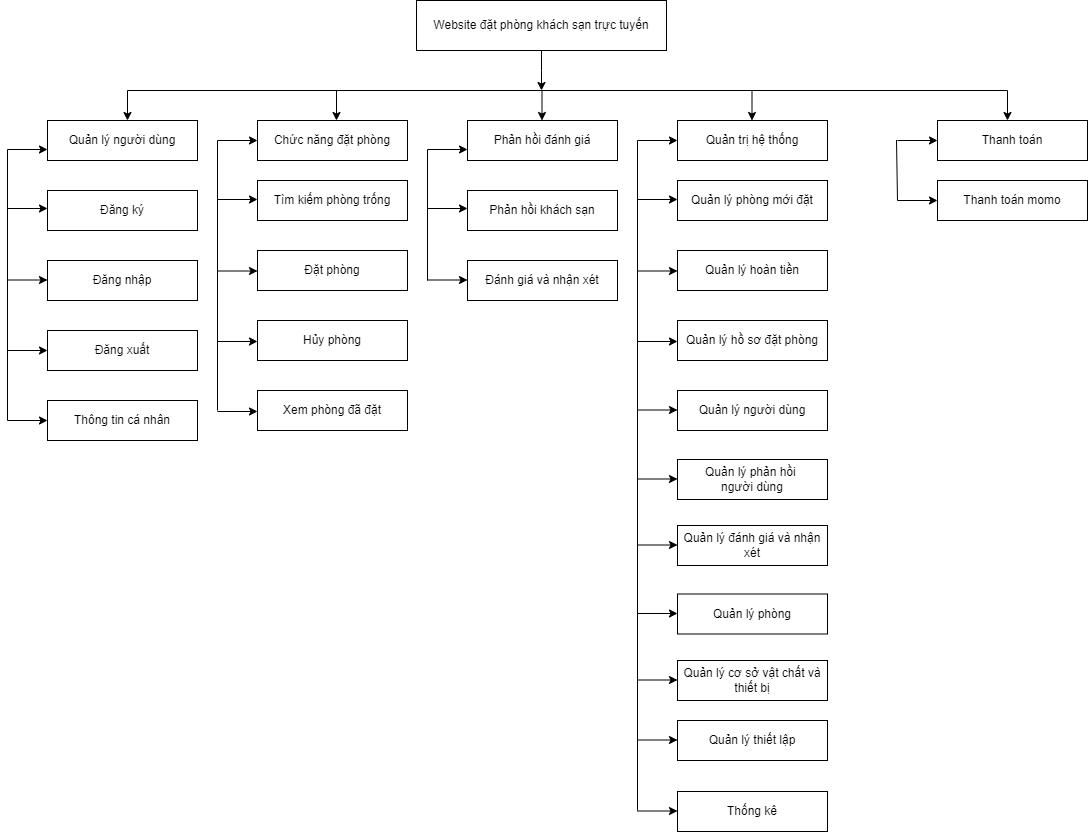 Website đặt phòng khách sạn trực tuyến
Quản lý người dùng
Đăng ký
Đăng nhập
Đăng xuất
Thông tin cá nhân
Chức năng đặt phòng
Tìm kiếm phòng trống
Đặt phòng
Hủy phòng
Xem phòng đã đặt
Phản hồi đánh giá
Phản hồi khách sạn
Đánh giá và nhận xét
Quản trị hệ thống
Quản lý phòng mới đặt
Quản lý hoàn tiền
Quản lý hồ sơ đặt phòng
Quản lý người dùng
Quản lý phản hồi
người dùng
Quản lý đánh giá và nhận
xét
Quản lý phòng
Quản lý cơ sở vật chất và
thiết bị
Quản lý thiết lập
Thống kê
Thanh toán
Thanh toán momo